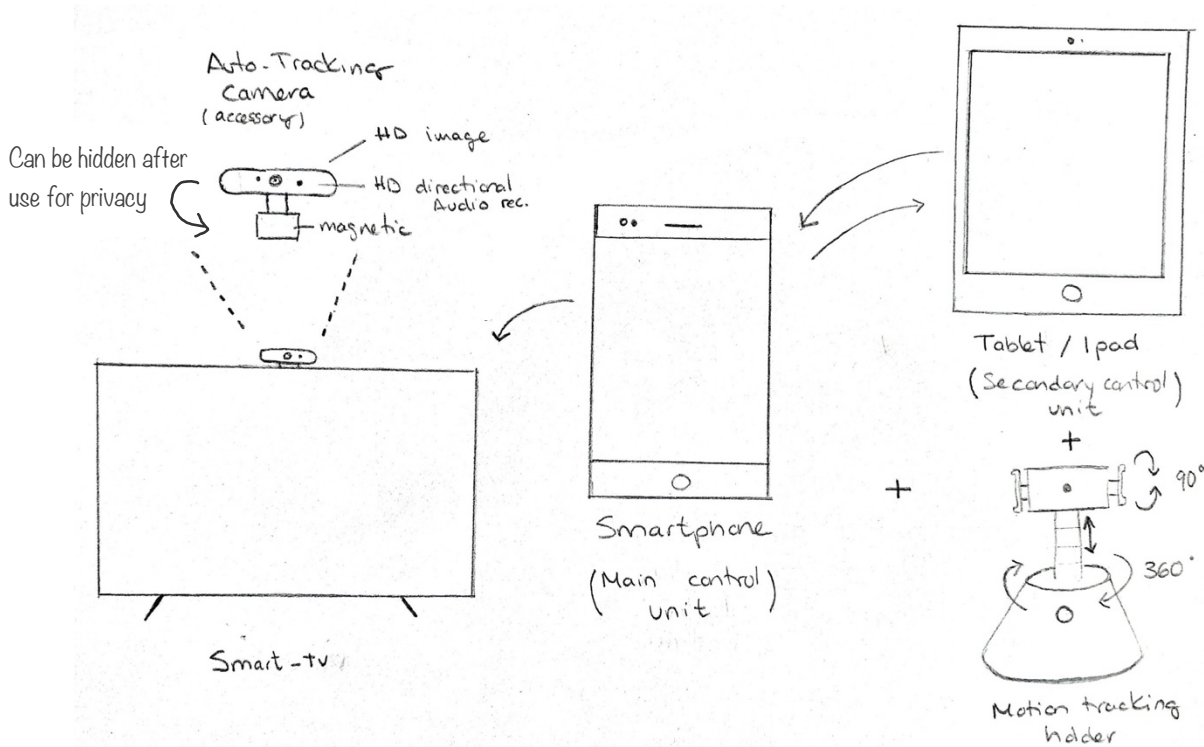 Auto-Tracking
Camera
(accessory)
HD image
HD directional
Audio rec.
magnetic
Can be hidden after
use for privacy
Smart-tv
Smartphone
(Main control)
unit
Tablet / Ipad
(Secondary control)
unit
+
90°
360°
+
Motion tracking
holder